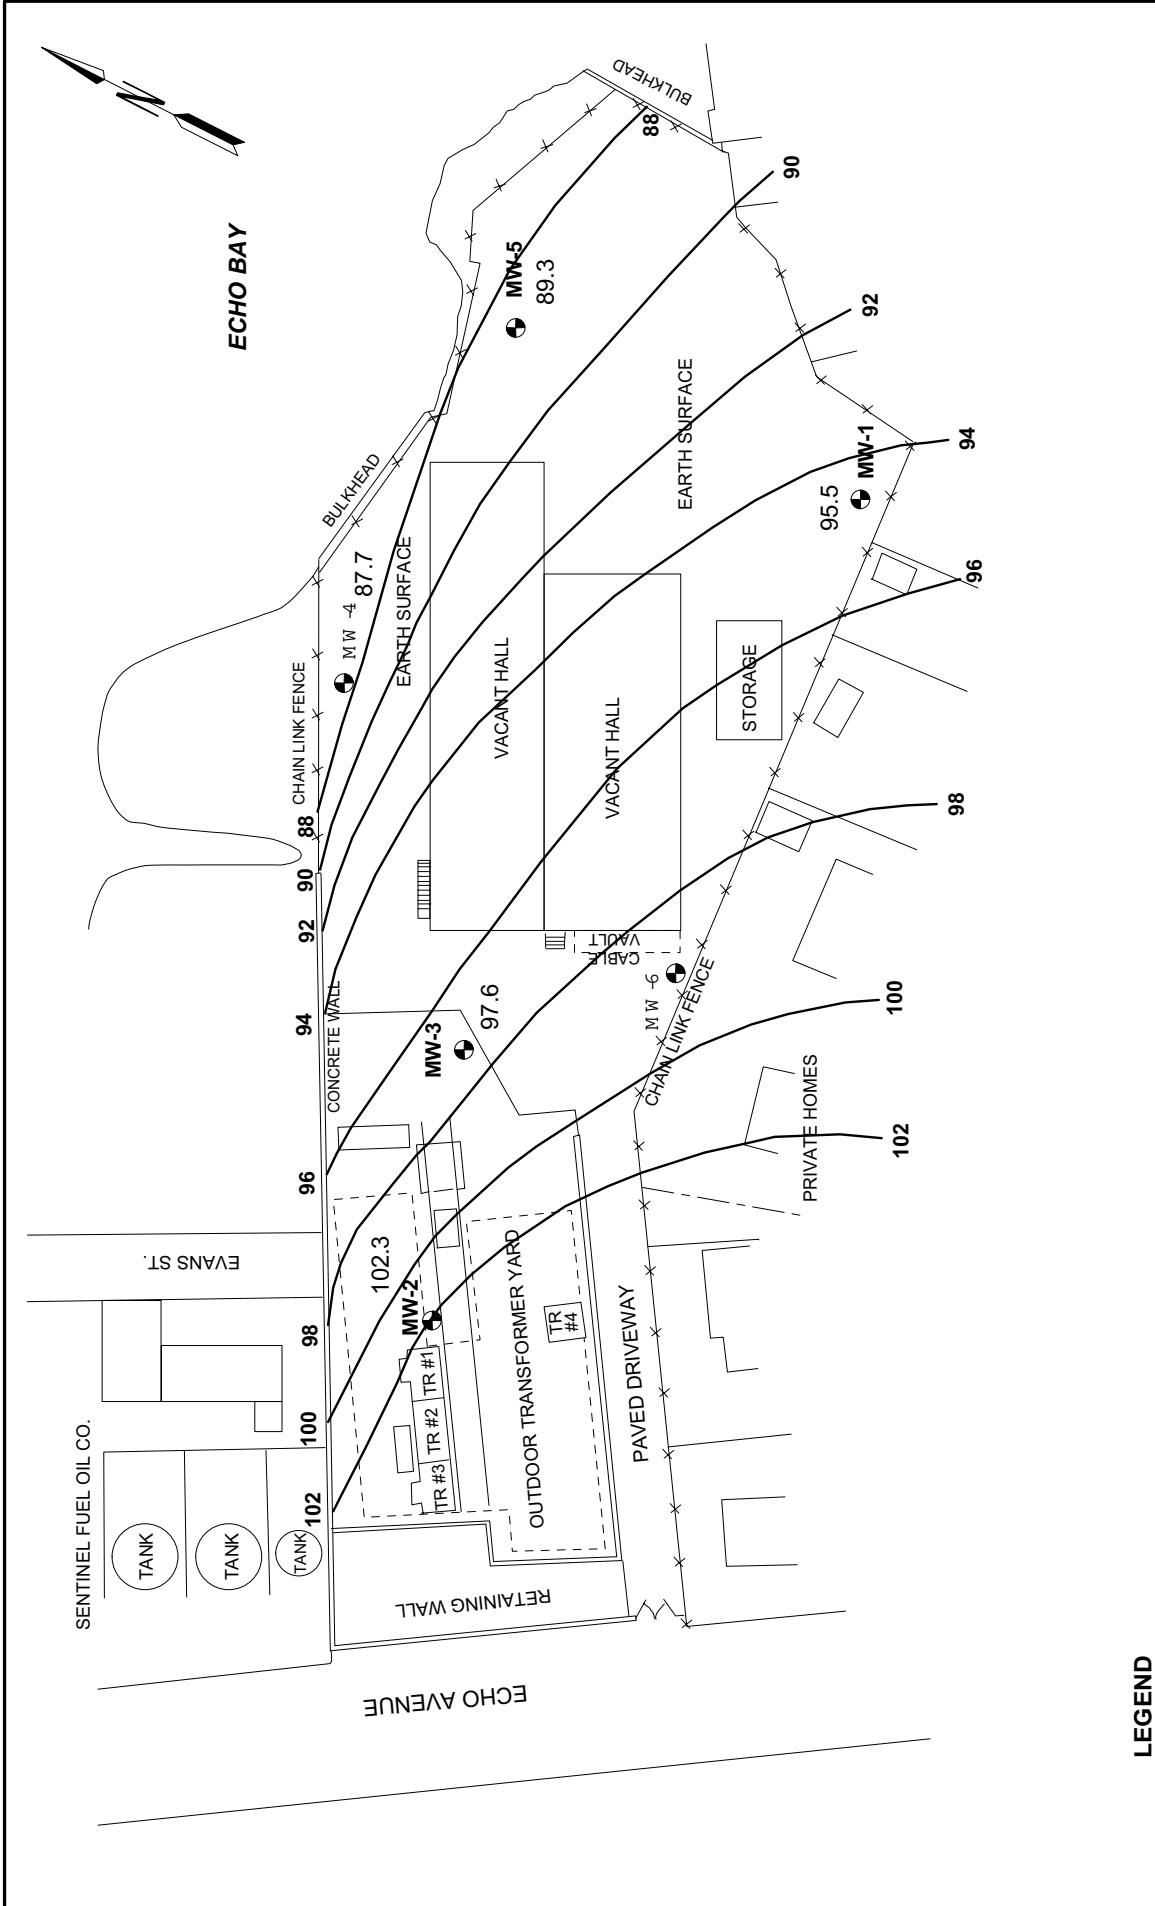 N
ECHO BAY
BULKHEAD
88
90
92
94
96
98
100
102
MW-5
89.3
BULKHEAD
MW-4
87.7
EARTH SURFACE
EARTH SURFACE
MW-1
95.5
CHAIN LINK FENCE
VACANT HALL
VACANT HALL
STORAGE
88
90
92
94
96
98
100
102
CONCRETE WALL
CABLE
VAULT
MW-6
CHAIN LINK FENCE
MW-3
97.6
PRIVATE HOMES
EVANS ST.
102.3
MW-2
TR #1
TR #2
TR #3
TR
#4
OUTDOOR TRANSFORMER YARD
PAVED DRIVEWAY
SENTINEL FUEL OIL CO.
TANK
TANK
TANK
RETAINING WALL
ECHO AVENUE
LEGEND